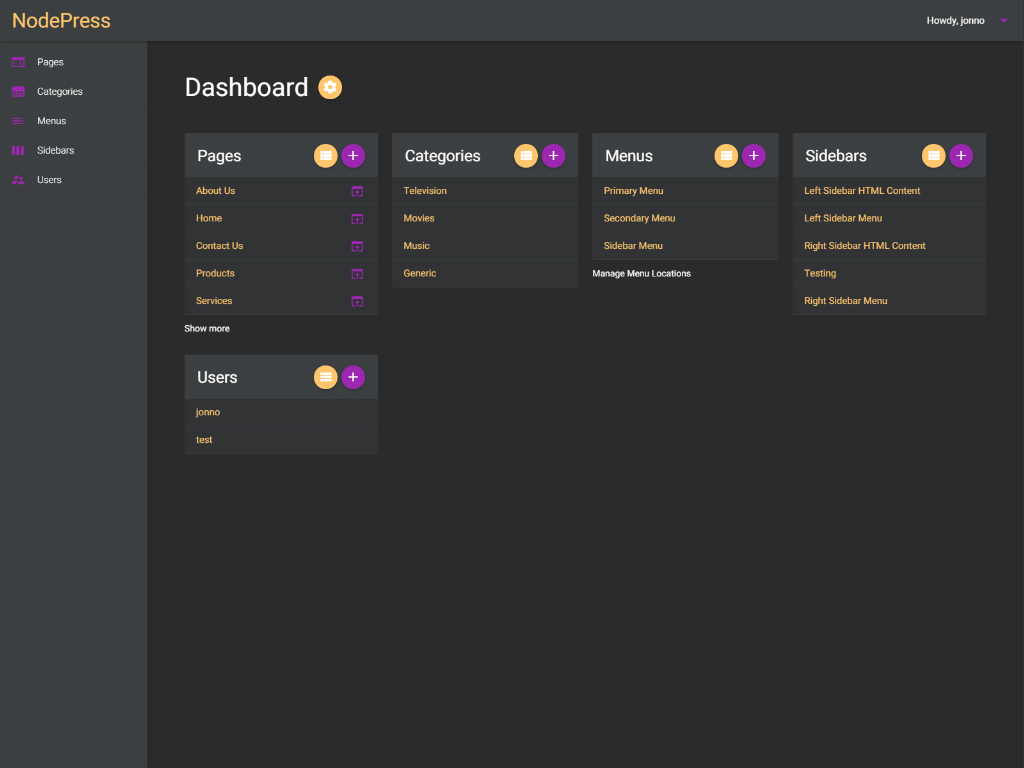 NodePress
Howdy, jonno
Pages
Categories
Menus
Sidebars
Users
Dashboard
Pages
About Us
Home
Contact Us
Products
Services
Show more
Categories
Television
Movies
Music
Generic
Menus
Primary Menu
Secondary Menu
Sidebar Menu
Manage Menu Locations
Sidebars
Left Sidebar HTML Content
Left Sidebar Menu
Right Sidebar HTML Content
Testing
Right Sidebar Menu
Users
jonno
test